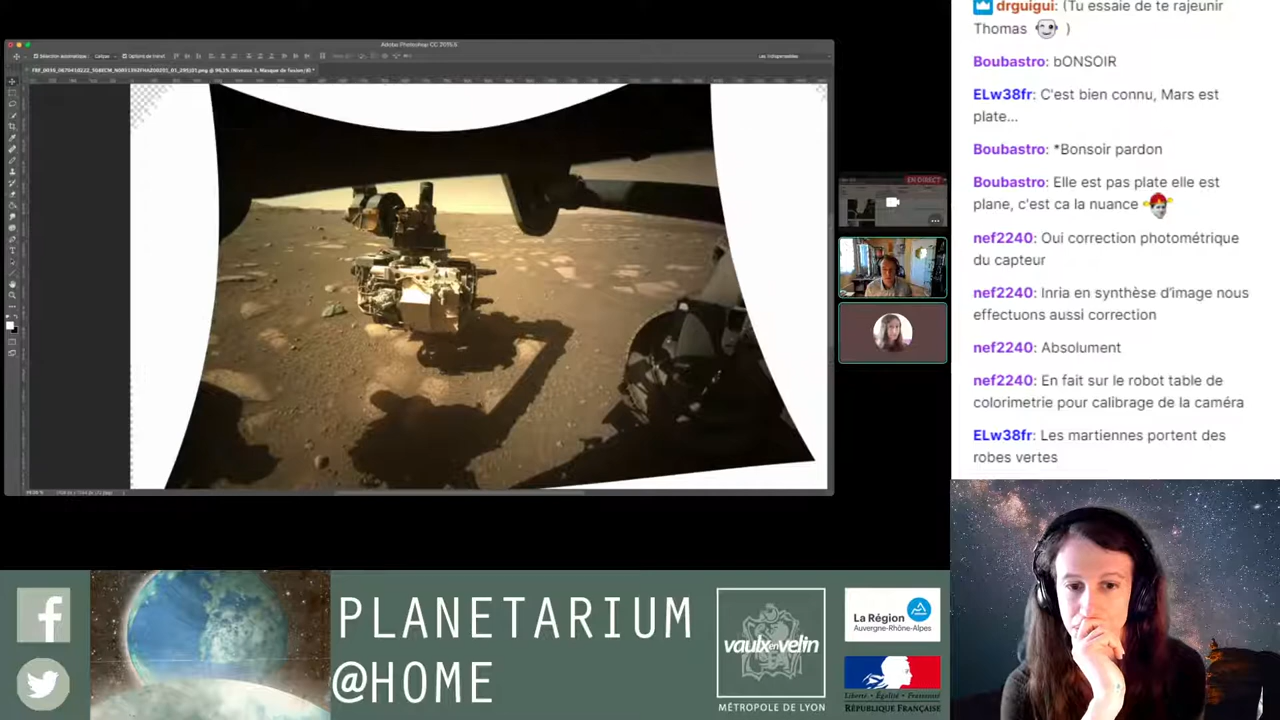 Adobe Photoshop CC 2015.5
EN DIRECT
drguigui: (Tu essaie de te rajeunir
Thomas )
Boubastro: bONSOIR
ELw38fr: C'est bien connu, Mars est
plate...
Boubastro: *Bonsoir pardon
Boubastro: Elle est pas plate elle est
plane, c'est ca la nuance
nef2240: Oui correction photométrique
du capteur
nef2240: Inria en synthèse d'image nous
effectuons aussi correction
nef2240: Absolument
nef2240: En fait sur le robot table de
colorimetrie pour calibrage de la caméra
ELw38fr: Les martiennes portent des
robes vertes
PLANETARIUM
@HOME
vaulx en velin
MÉTROPOLE DE LYON
La Région
Auvergne-Rhône-Alpes
Liberté • Égalité • Fraternité
RÉPUBLIQUE FRANÇAISE